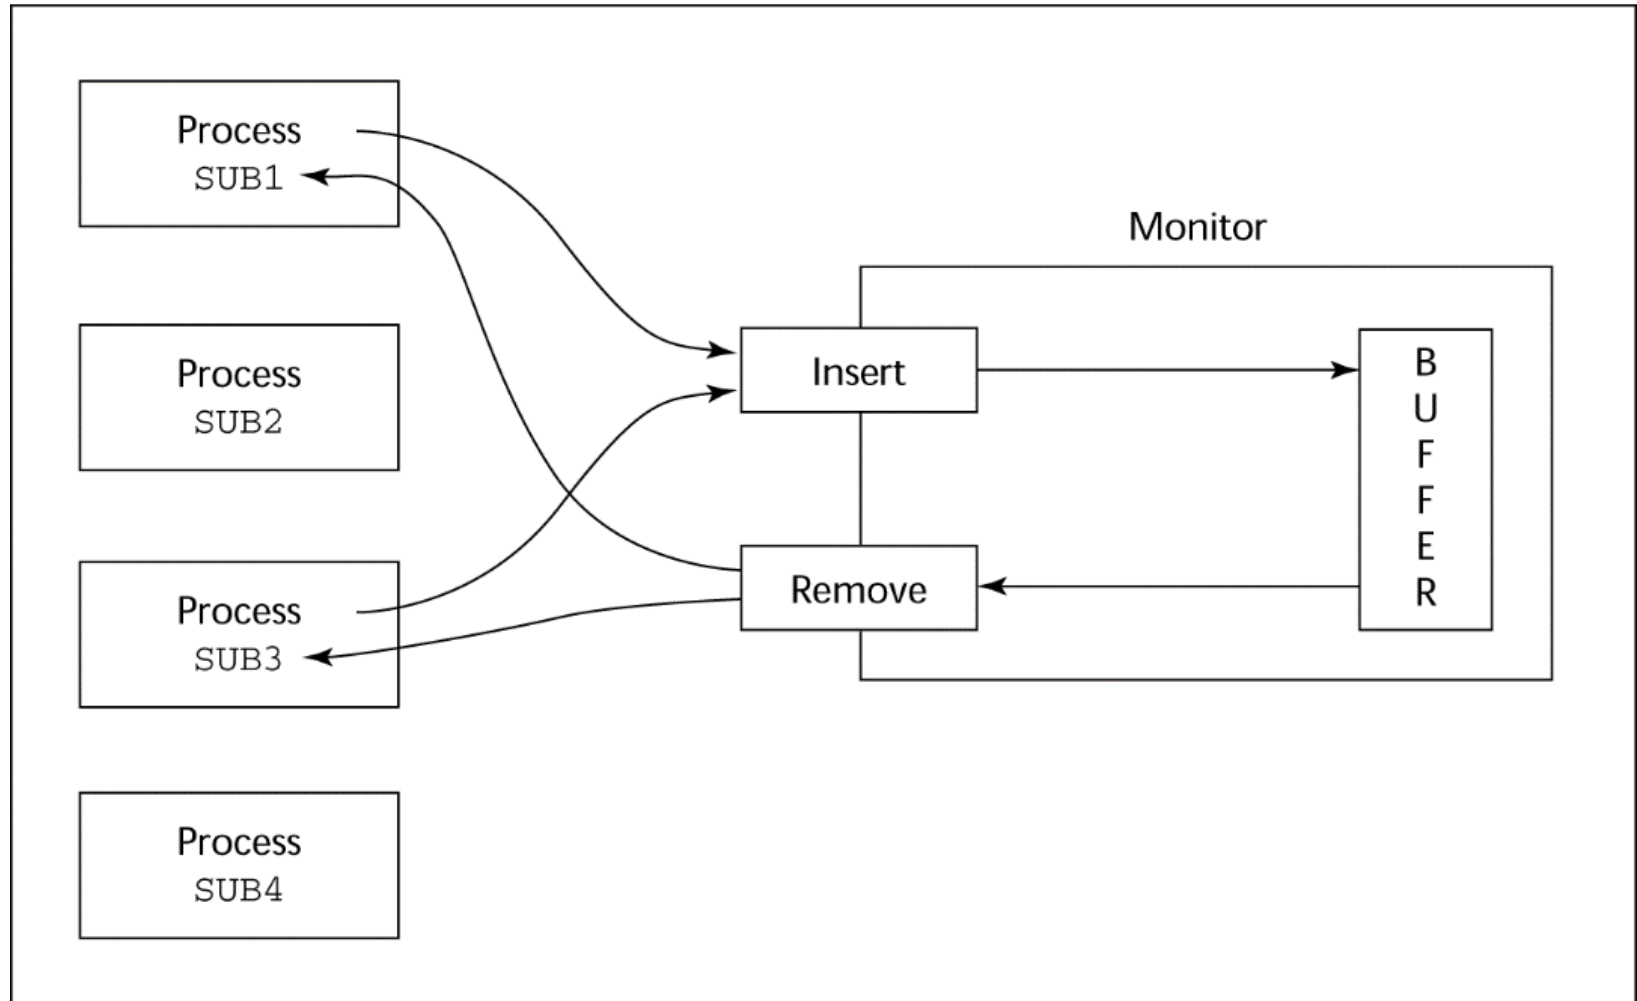 Process
SUB1
Process
SUB2
Process
SUB3
Process
SUB4
Monitor
Insert
Remove
B
U
F
F
E
R